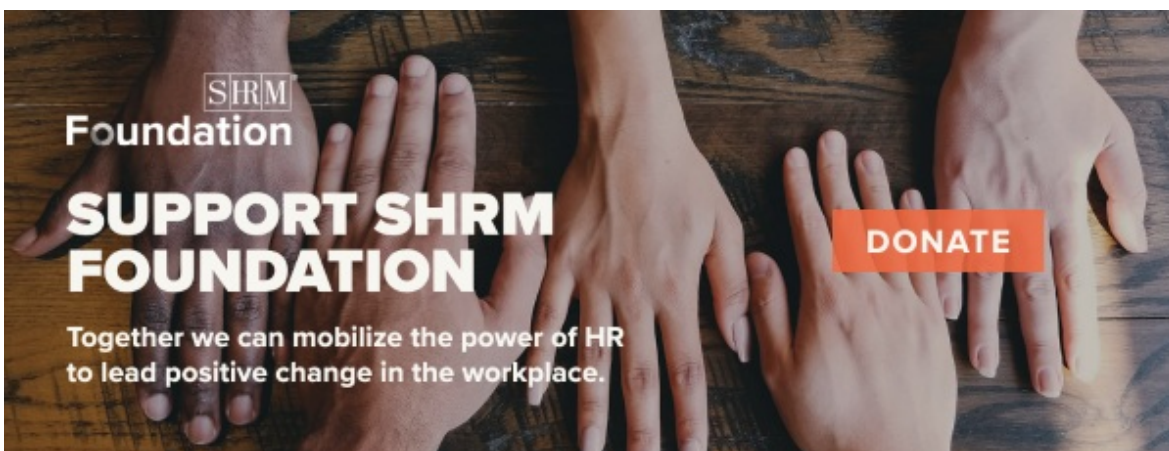 SHRM
Foundation
SUPPORT SHRM
FOUNDATION
Together we can mobilize the power of HR
to lead positive change in the workplace.
DONATE